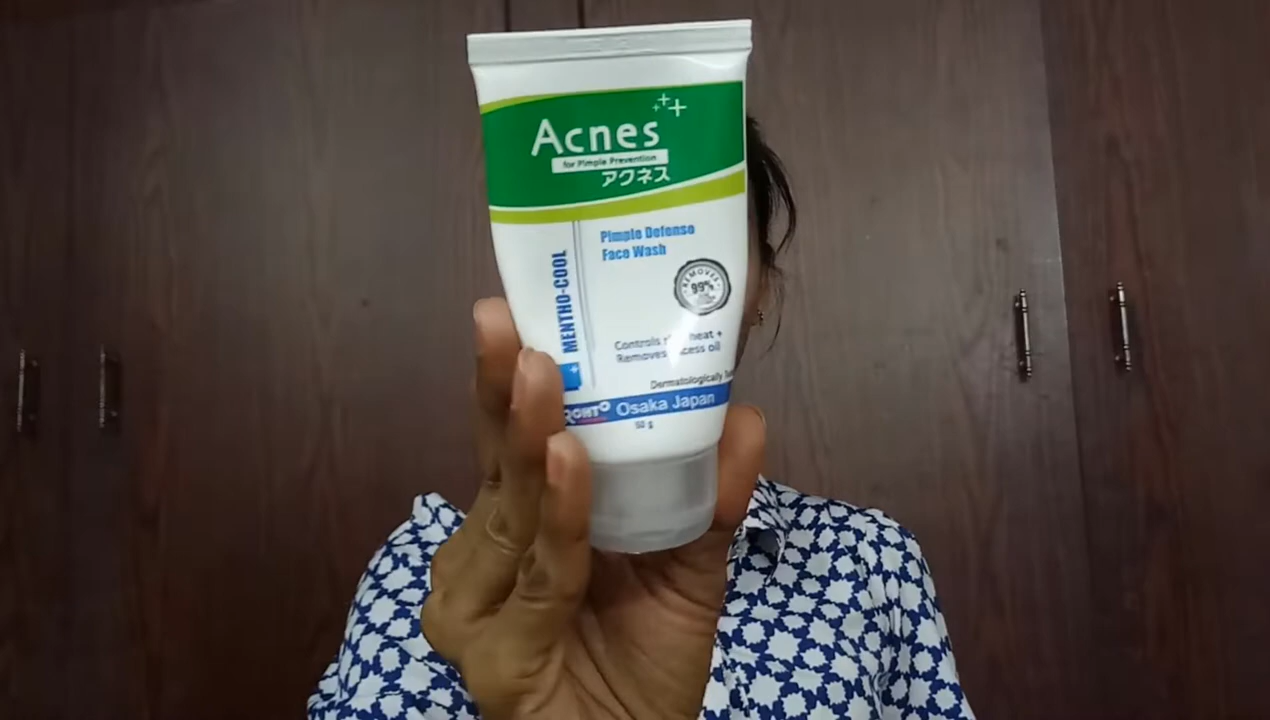 Acnes
for Pimple Prevention
アクネス
Pimple Defense
Face Wash
MENTHO-COOL
REMOVES
99%
Controls heat +
Removes oil
Dermatologically
ROHTO Osaka Japan
50 g